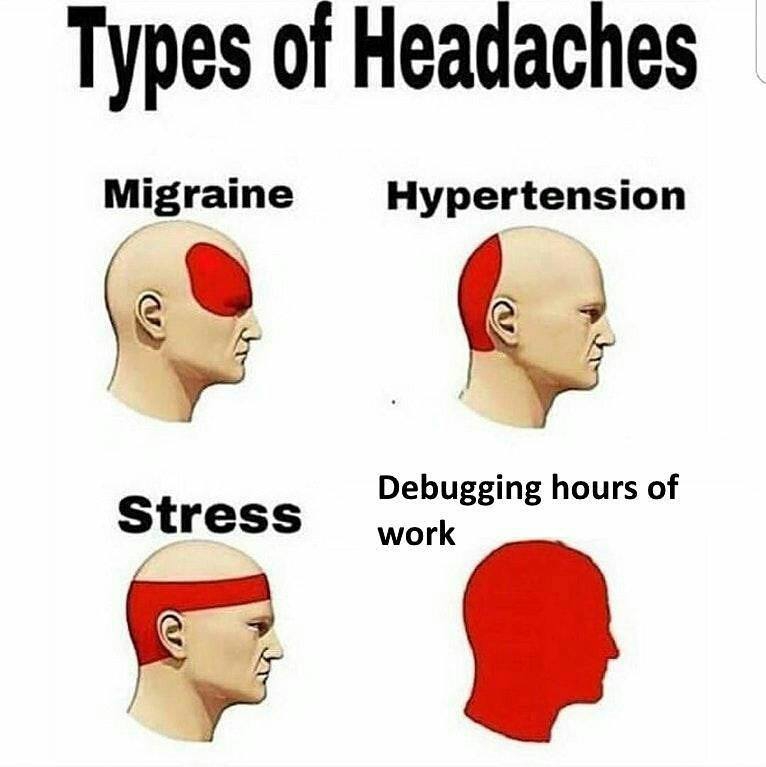 Types of Headaches
Migraine
Hypertension
Stress
Debugging hours of
work